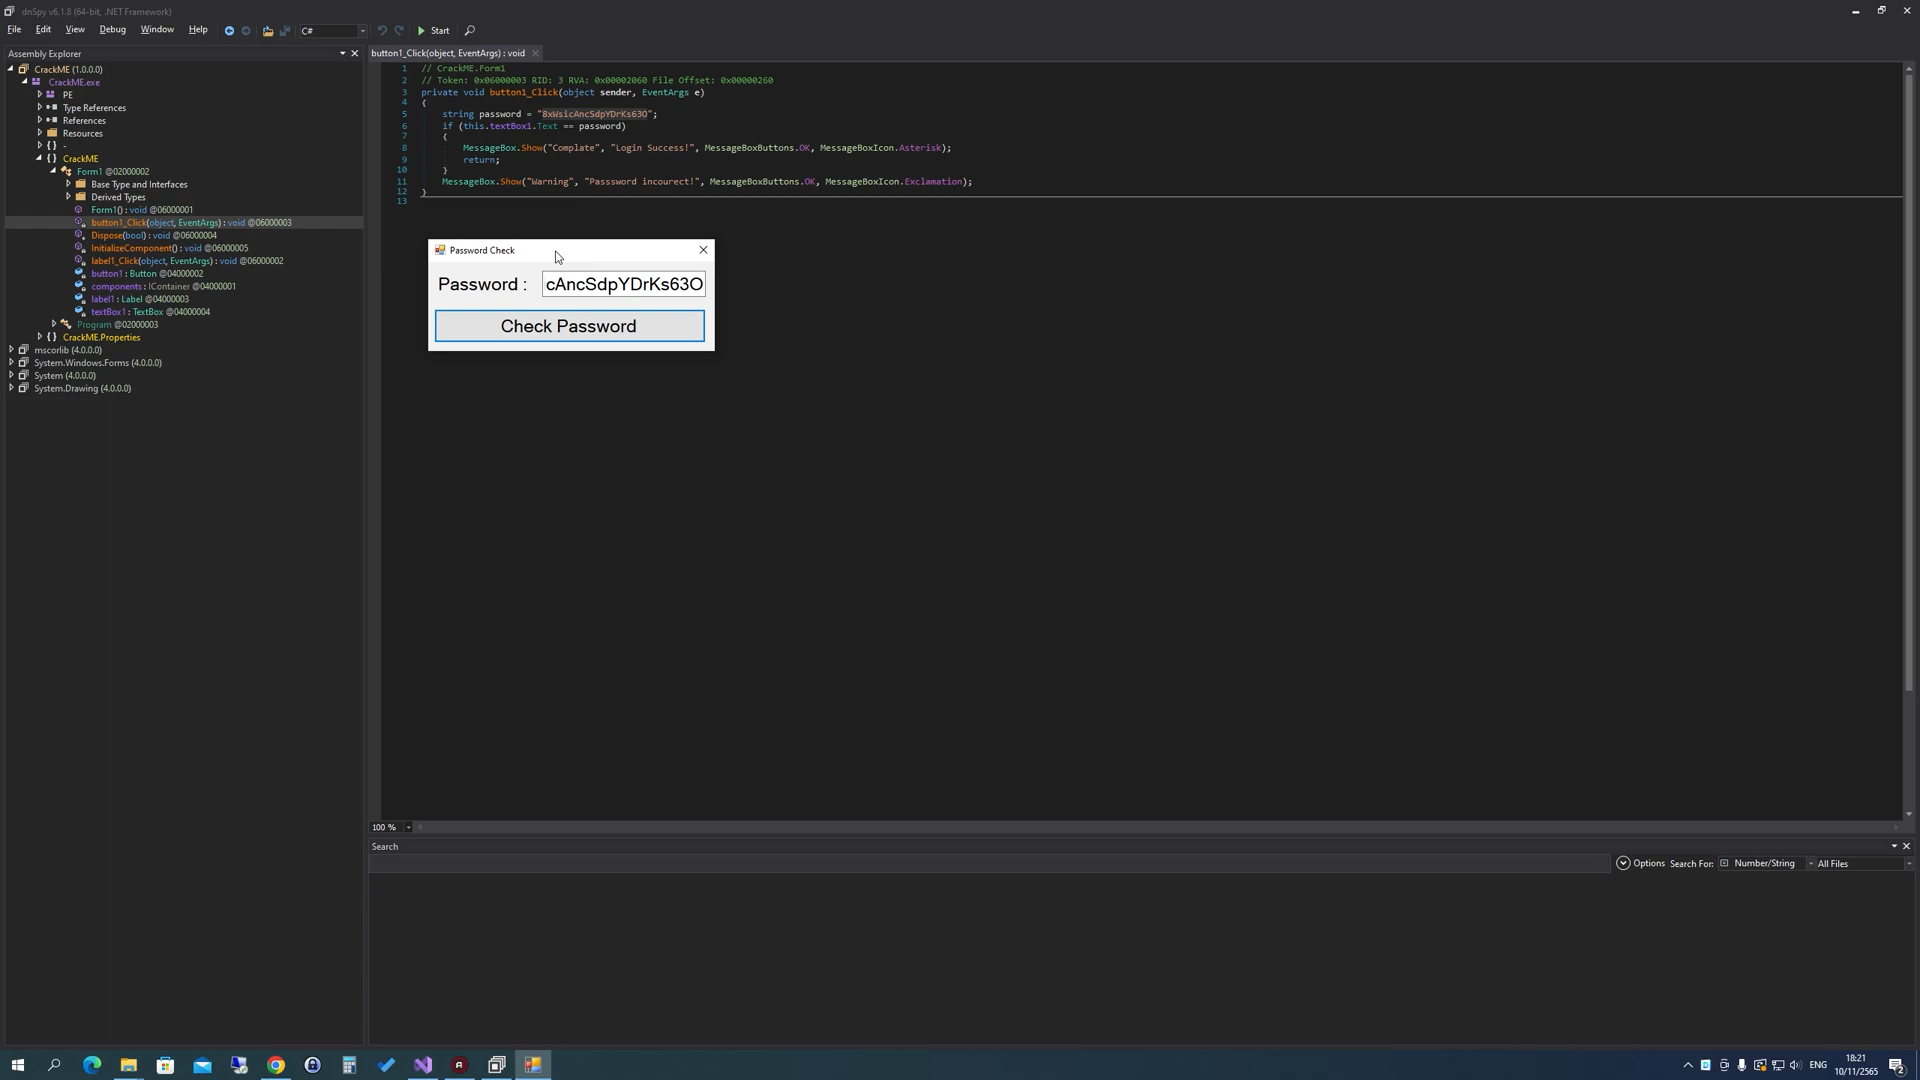 dnSpy v6.1.8 (64-bit, .NET Framework)
File Edit View Debug Window Help C# Start
Assembly Explorer
button1_Click(object, EventArgs) : void
CrackME (1.0.0.0)
CrackME.exe
PE
Type References
References
Resources
{ } -
{ } CrackME
Form1 @02000002
Base Type and Interfaces
Derived Types
Form1() : void @06000001
button1_Click(object, EventArgs) : void @06000003
Dispose(bool) : void @06000004
InitializeComponent() : void @06000005
label1_Click(object, EventArgs) : void @06000002
button1 : Button @04000002
components : IContainer @04000001
label1 : Label @04000003
textBox1 : TextBox @04000004
Program @02000003
{ } CrackME.Properties
mscorlib (4.0.0.0)
System.Windows.Forms (4.0.0.0)
System (4.0.0.0)
System.Drawing (4.0.0.0)
1 // CrackME.Form1
2 // Token: 0x06000003 RID: 3 RVA: 0x00002060 File Offset: 0x00000260
3 private void button1_Click(object sender, EventArgs e)
4 {
5 string password = "8xWsicAncSdpYDrKs63O";
6 if (this.textBox1.Text == password)
7 {
8 MessageBox.Show("Complate", "Login Success!", MessageBoxButtons.OK, MessageBoxIcon.Asterisk);
9 return;
10 }
11 MessageBox.Show("Warning", "Passsword incourect!", MessageBoxButtons.OK, MessageBoxIcon.Exclamation);
12 }
13
Password Check
Password : cAncSdpYDrKs63O
Check Password
100 %
Search
Options Search For: Number/String All Files
ENG
18:21
10/11/2565
2